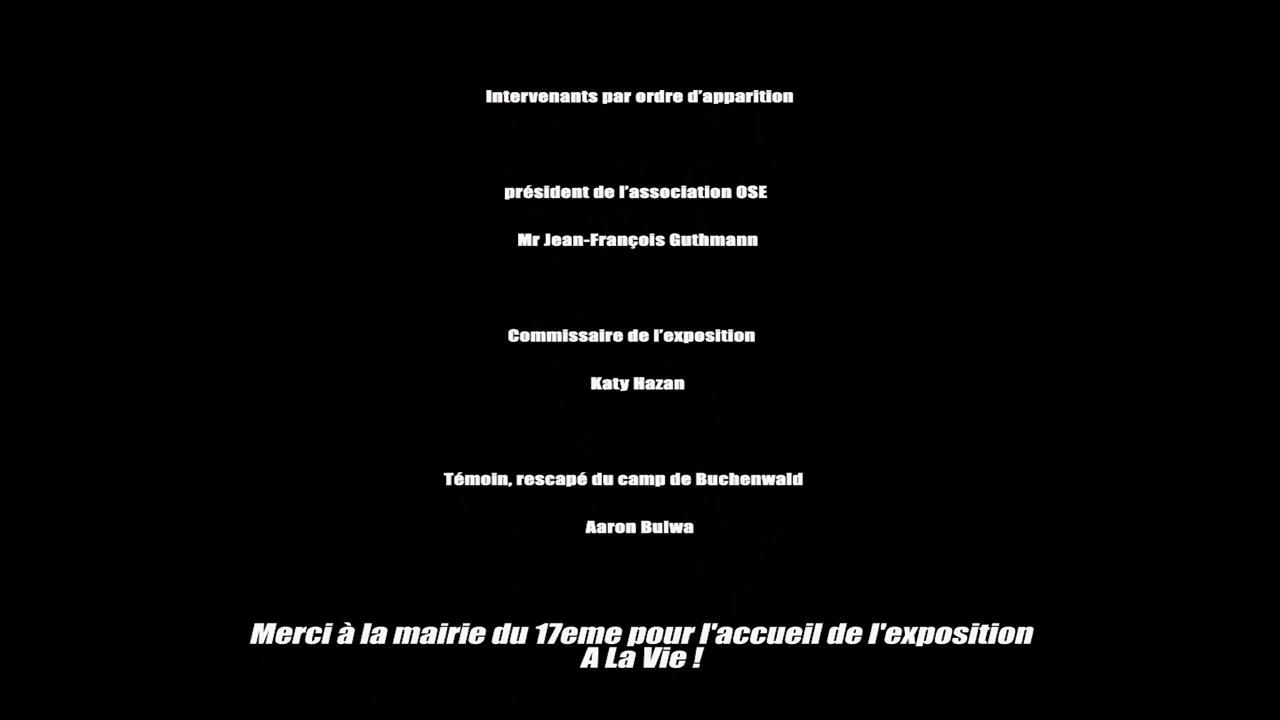 Intervenants par ordre d'apparition
président de l'association OSE
Mr Jean-François Guthmann
Commissaire de l'exposition
Katy Hazan
Témoin, rescapé du camp de Buchenwald
Aaron Bulwa
Merci à la mairie du 17eme pour l'accueil de l'exposition
A La Vie !